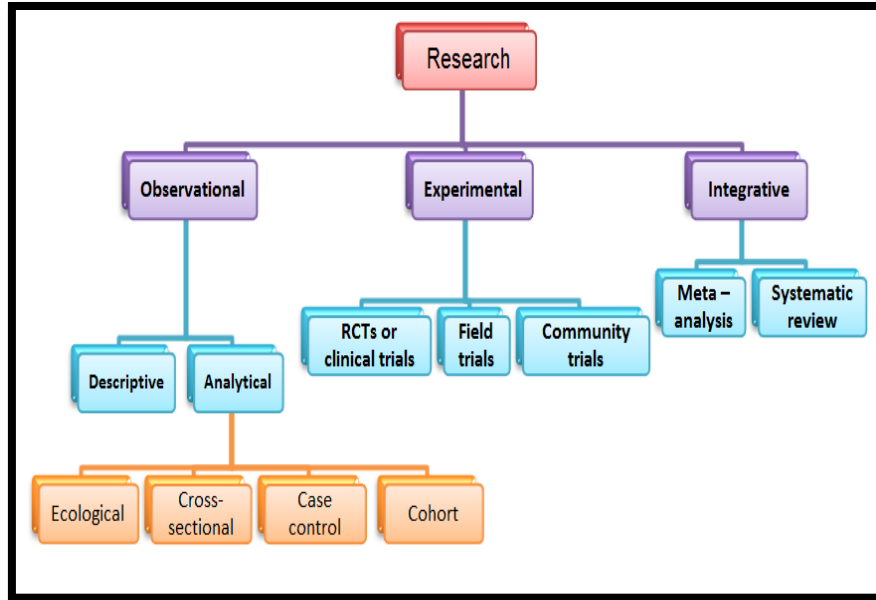 Research
Observational
Experimental
Integrative
Meta –
analysis
Systematic
review
RCTs or
clinical trials
Field
trials
Community
trials
Descriptive
Analytical
Ecological
Cross-
sectional
Case
control
Cohort